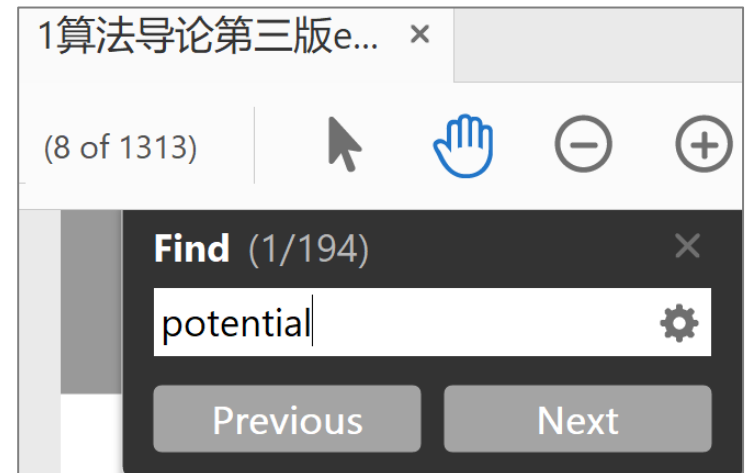 1算法导论第三版e... ×
(8 of 1313)
Find (1/194)
potential
Previous Next